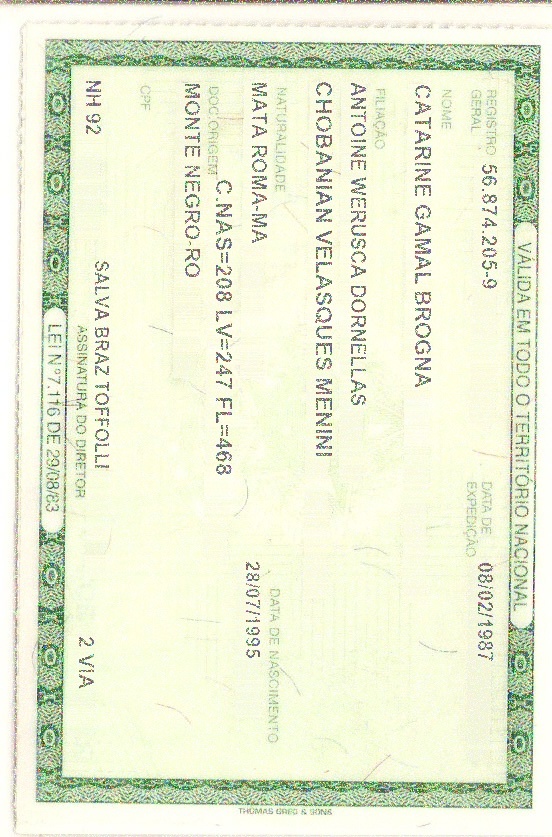 VÁLIDA EM TODO O TERRITÓRIO NACIONAL
REGISTRO GERAL 56.874.205-9 DATA DE EXPEDIÇÃO 08/02/1987
NOME
CATARINE GAMAL BROGNA
FILIAÇÃO
ANTOINE WERUSCA DORNELLAS
CHOBANIAN VELASQUES MENINI
NATURALIDADE DATA DE NASCIMENTO
MATA ROMA-MA 28/07/1995
DOC ORIGEM C.NAS=208 LV=247 FL=468
MONTE NEGRO-RO
CPF
NH 92 SALVA BRAZ TOFFOLLI 2 VIA
ASSINATURA DO DIRETOR
LEI Nº 7.116 DE 29/08/83
THOMAS GREG & SONS